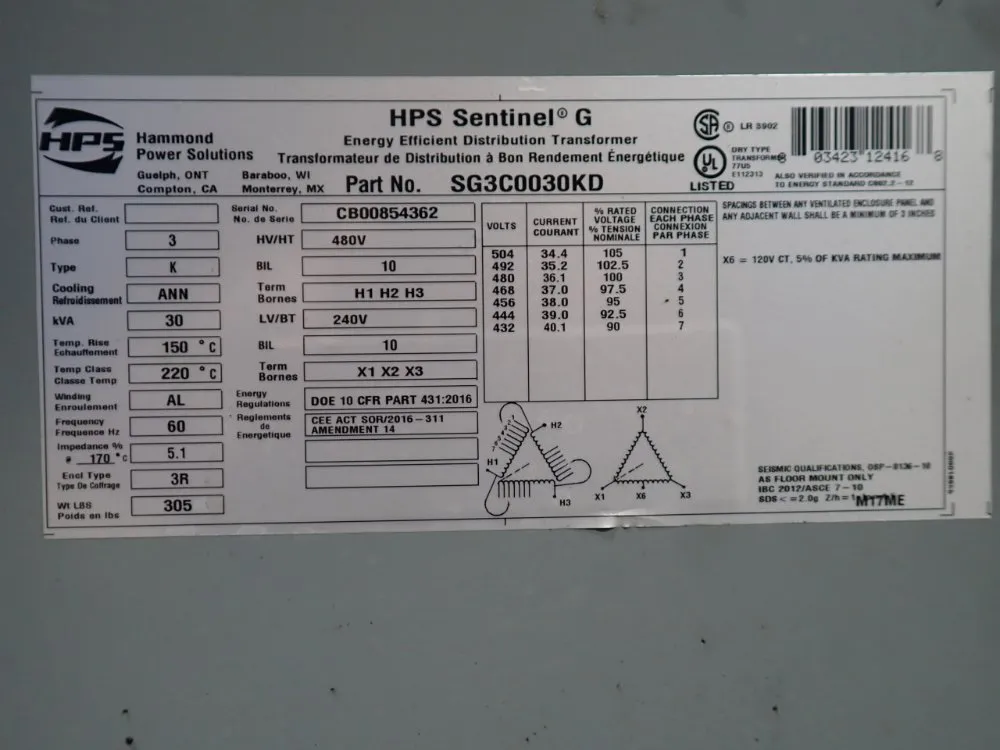 HPS Sentinel® G
Energy Efficient Distribution Transformer
Transformateur de Distribution à Bon Rendement Énergétique
HPS
Hammond
Power Solutions
Guelph, ONT Baraboo, WI
Compton, CA Monterrey, MX
Part No. SG3C0030KD
SA ® E LR 3902
UL ®
LISTED
DRY TYPE
TRANSFORMER
77U5
E112313
03423 12416 8
ALSO VERIFIED IN ACCORDANCE
TO ENERGY STANDARD C802.2-12
Cust. Ref.
Ref. du Client
Serial No.
No. de Serie CB00854362
Phase 3
HV/HT 480V
Type K
BIL 10
Cooling
Refroidissement ANN
Term
Bornes H1 H2 H3
kVA 30
LV/BT 240V
Temp. Rise
Echauffement 150 °C
BIL 10
Temp Class
Classe Temp 220 °C
Term
Bornes X1 X2 X3
Winding
Enroulement AL
Energy
Regulations DOE 10 CFR PART 431:2016
Frequency
Frequence Hz 60
Reglements
de
Energetique
CEE ACT SOR/2016-311
AMENDMENT 14
Impedance %
@ 170 °C 5.1
Encl Type
Type De Coffrage 3R
Wt LBS
Poids en lbs 305
VOLTS CURRENT COURANT % RATED VOLTAGE % TENSION NOMINALE CONNECTION EACH PHASE CONNEXION PAR PHASE
504 34.4 105 1
492 35.2 102.5 2
480 36.1 100 3
468 37.0 97.5 4
456 38.0 95 5
444 39.0 92.5 6
432 40.1 90 7
H2
H1
H3
X2
X1 X6 X3
SPACINGS BETWEEN ANY VENTILATED ENCLOSURE PANEL AND
ANY ADJACENT WALL SHALL BE A MINIMUM OF 3 INCHES
X6 = 120V CT, 5% OF KVA RATING MAXIMUM
SEISMIC QUALIFICATIONS, OSP-0136-10
AS FLOOR MOUNT ONLY
IBC 2012/ASCE 7-10
SDS <= 2.0g Z/h=1
M17ME